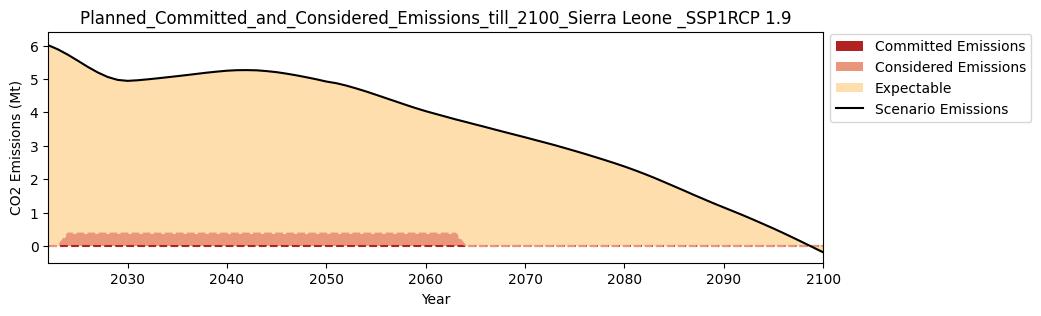 Planned_Committed_and_Considered_Emissions_till_2100_Sierra Leone _SSP1RCP 1.9
CO2 Emissions (Mt)
6
5
4
3
2
1
0
2030 2040 2050 2060 2070 2080 2090 2100
Year
Committed Emissions
Considered Emissions
Expectable
Scenario Emissions